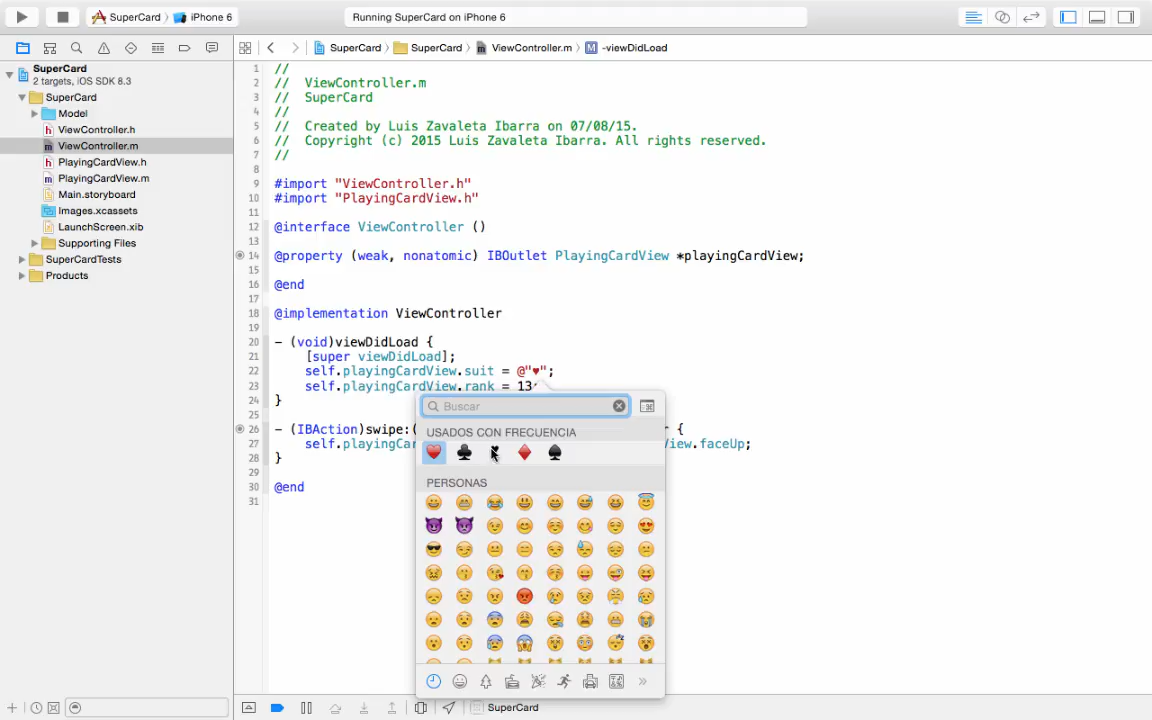 SuperCard
iPhone 6
Running SuperCard on iPhone 6
SuperCard
SuperCard
ViewController.m
-viewDidLoad
SuperCard
2 targets, iOS SDK 8.3
SuperCard
Model
ViewController.h
ViewController.m
PlayingCardView.h
PlayingCardView.m
Main.storyboard
Images.xcassets
LaunchScreen.xib
Supporting Files
SuperCardTests
Products
1 //
2 // ViewController.m
3 // SuperCard
4 //
5 // Created by Luis Zavaleta Ibarra on 07/08/15.
6 // Copyright (c) 2015 Luis Zavaleta Ibarra. All rights reserved.
7 //
8
9 #import "ViewController.h"
10 #import "PlayingCardView.h"
11
12 @interface ViewController ()
13
14 @property (weak, nonatomic) IBOutlet PlayingCardView *playingCardView;
15
16 @end
17
18 @implementation ViewController
19
20 - (void)viewDidLoad {
21 [super viewDidLoad];
22 self.playingCardView.suit = @"♥";
23 self.playingCardView.rank = 13
24 }
25
26 - (IBAction)swipe:( r {
27 self.playingCar View.faceUp;
28 }
29
30 @end
31
Buscar
USADOS CON FRECUENCIA
PERSONAS
SuperCard